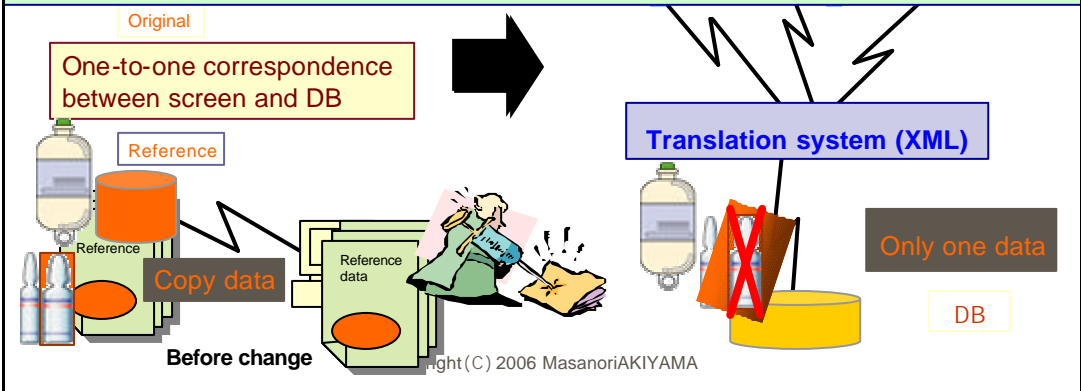 Original
One-to-one correspondence
between screen and DB
Reference
Reference
Copy data
Reference
data
Before change
ight(C) 2006 MasanoriAKIYAMA
Translation system (XML)
Only one data
DB